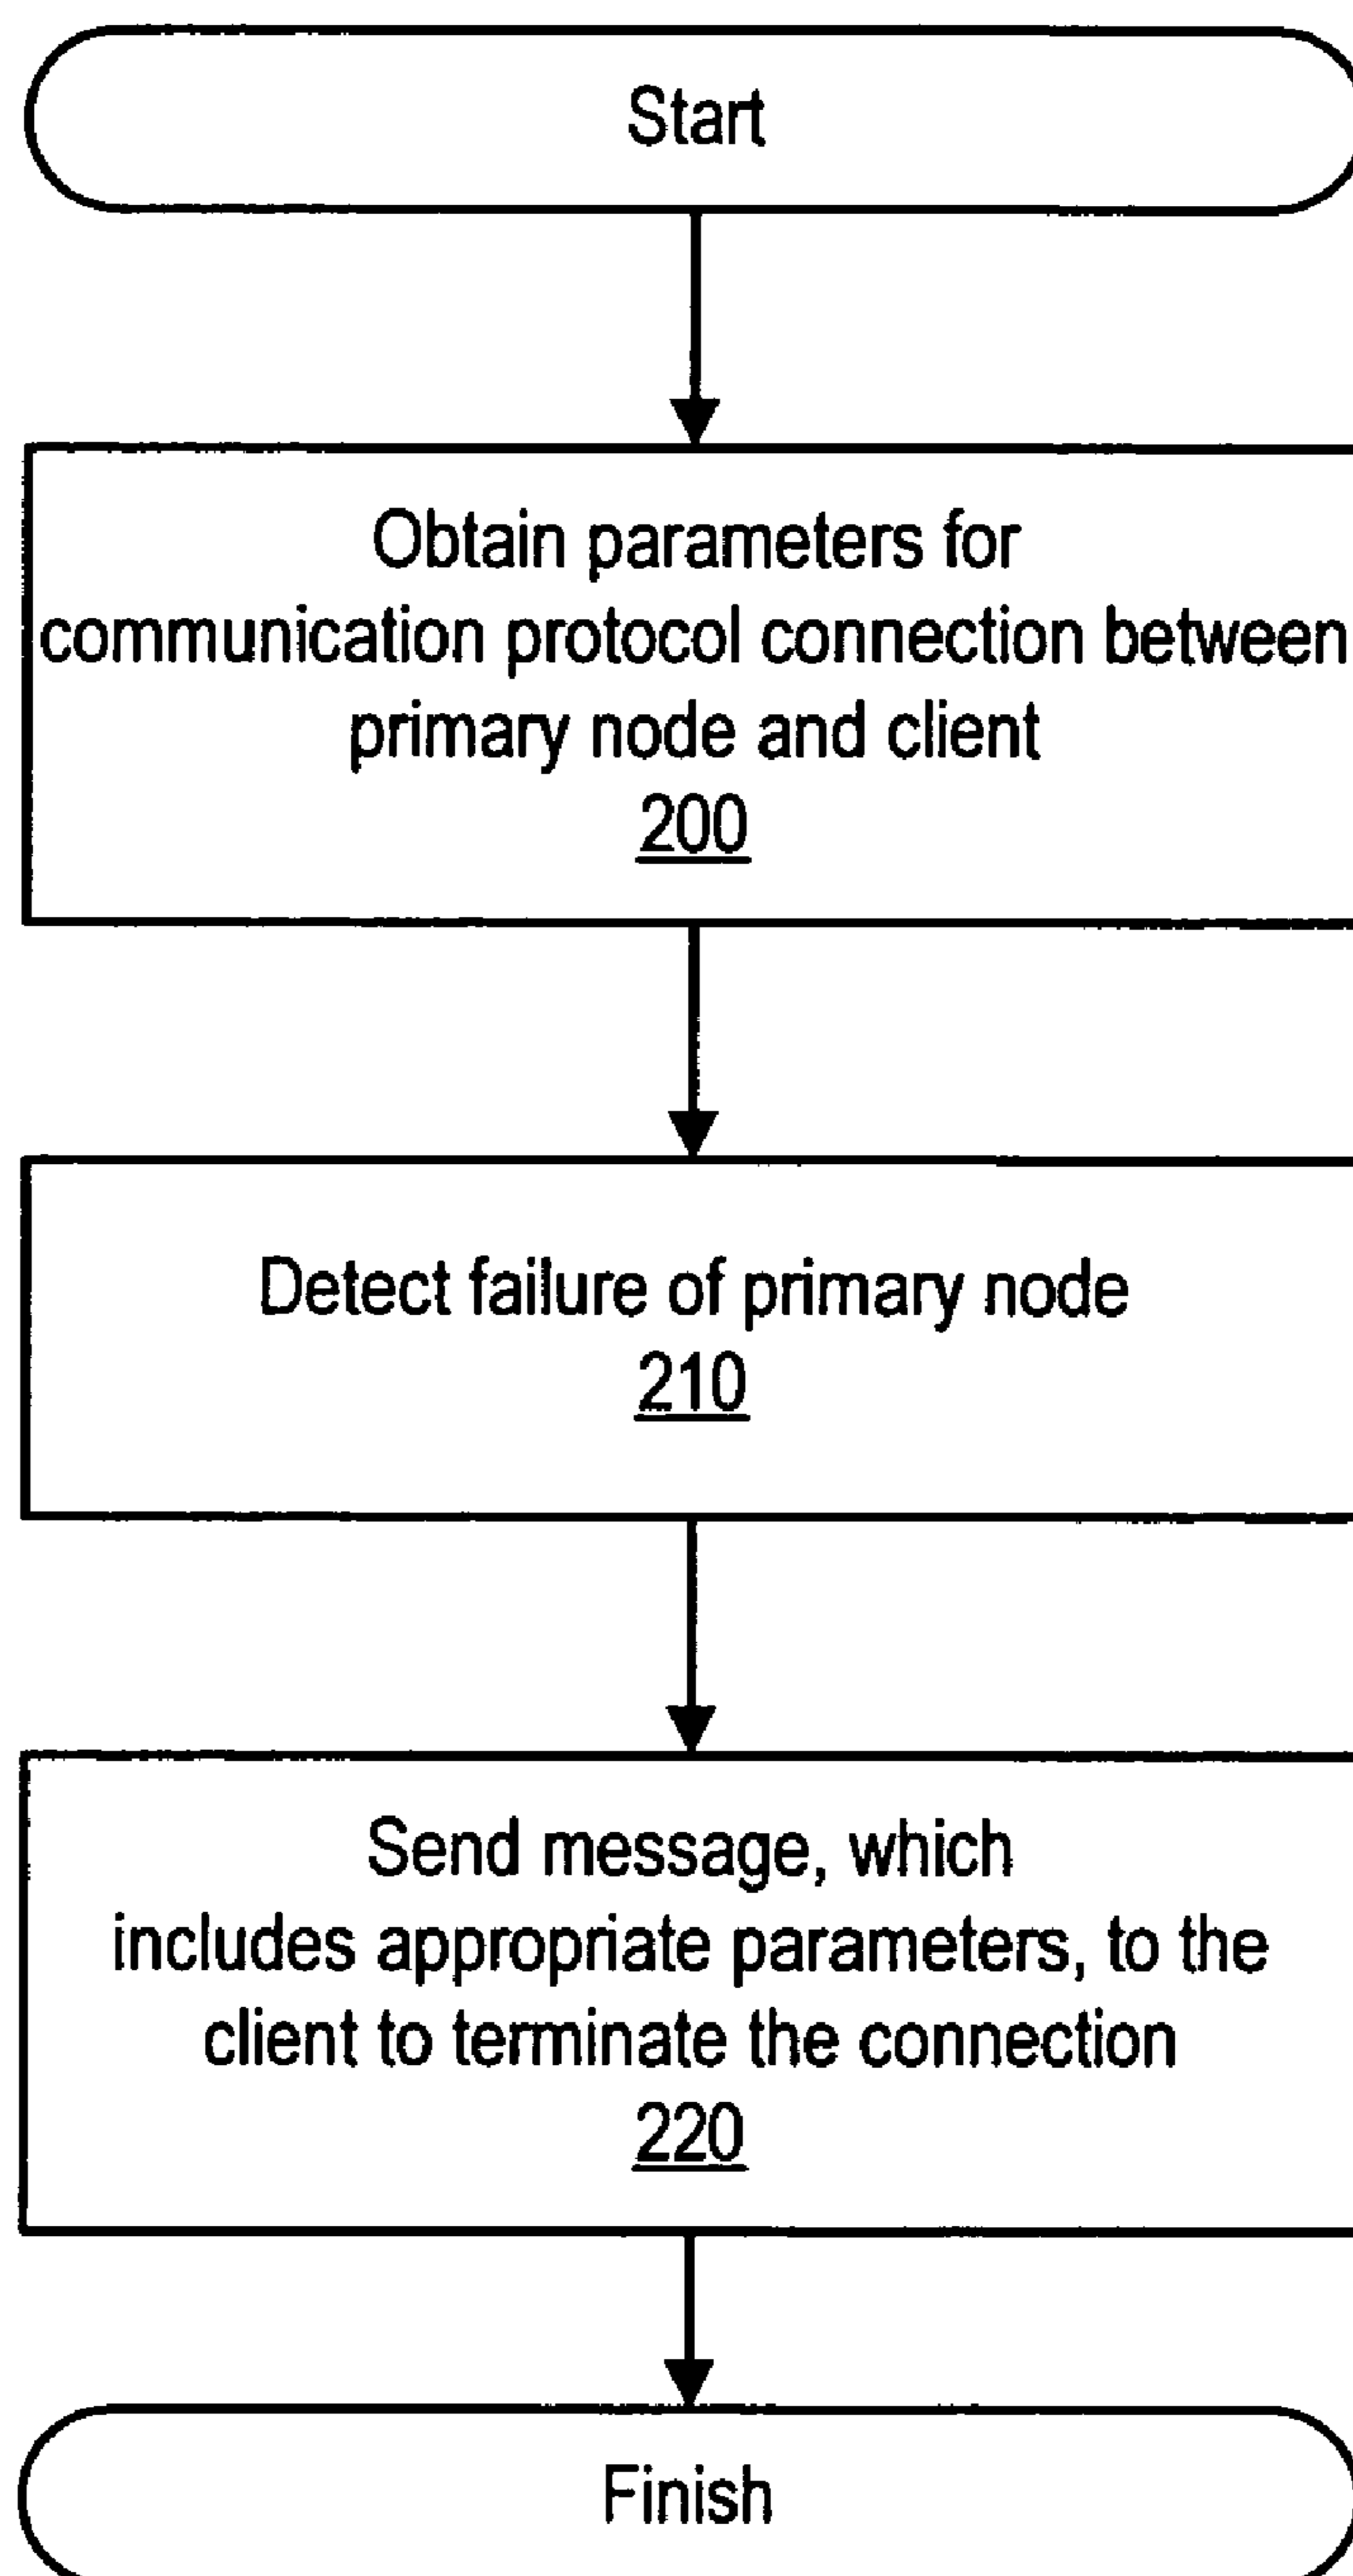 Start
Obtain parameters for
communication protocol connection between
primary node and client
200
Detect failure of primary node
210
Send message, which
includes appropriate parameters, to the
client to terminate the connection
220
Finish